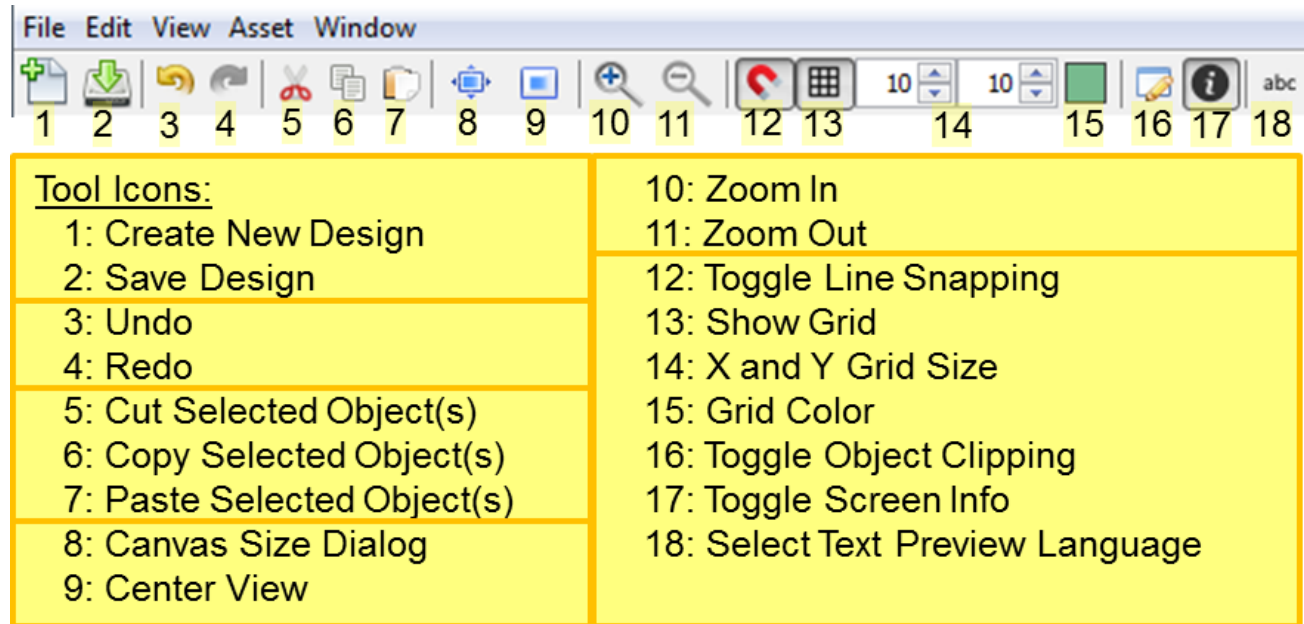 File Edit View Asset Window
10 10 abc
1 2 3 4 5 6 7 8 9 10 11 12 13 14 15 16 17 18
Tool Icons:
1: Create New Design
2: Save Design
3: Undo
4: Redo
5: Cut Selected Object(s)
6: Copy Selected Object(s)
7: Paste Selected Object(s)
8: Canvas Size Dialog
9: Center View
10: Zoom In
11: Zoom Out
12: Toggle Line Snapping
13: Show Grid
14: X and Y Grid Size
15: Grid Color
16: Toggle Object Clipping
17: Toggle Screen Info
18: Select Text Preview Language